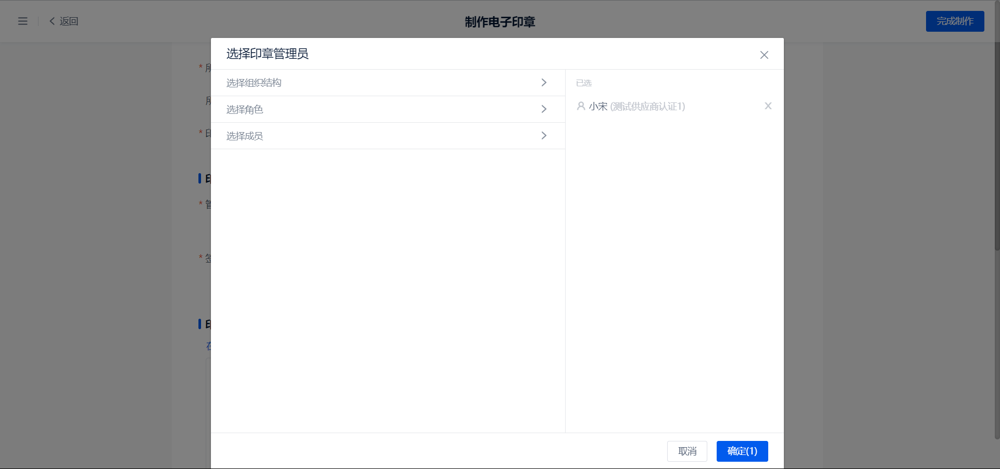 返回
制作电子印章
完成制作
选择印章管理员
选择组织结构
选择角色
选择成员
已选
小宋 (测试供应商认证1)
取消
确定(1)